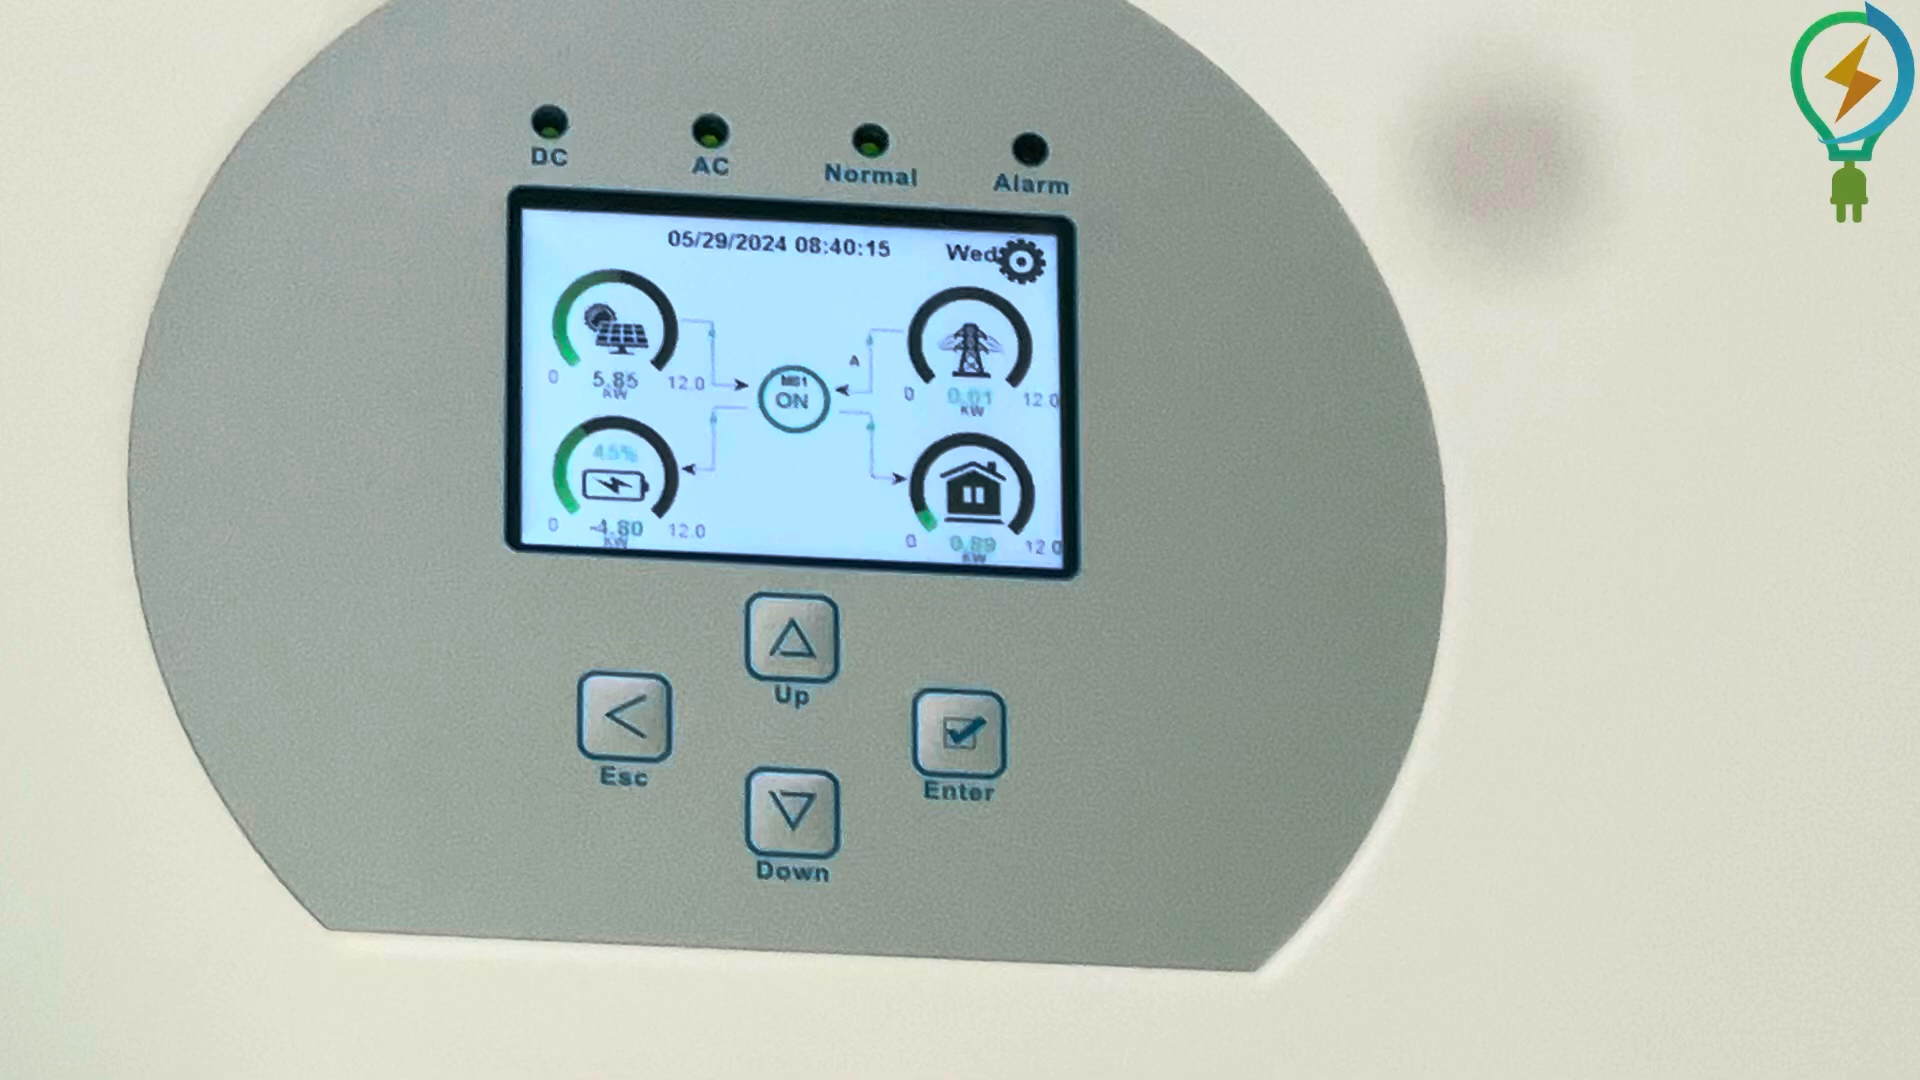 DC
AC
Normal
Alarm
05/29/2024 08:40:15 Wed
0 5.85 12.0
KW
0 0.01 12.0
KW
ON
45%
0 -4.80 12.0
KW
0 0.89 12.0
KW
A
Up
Esc
Enter
Down